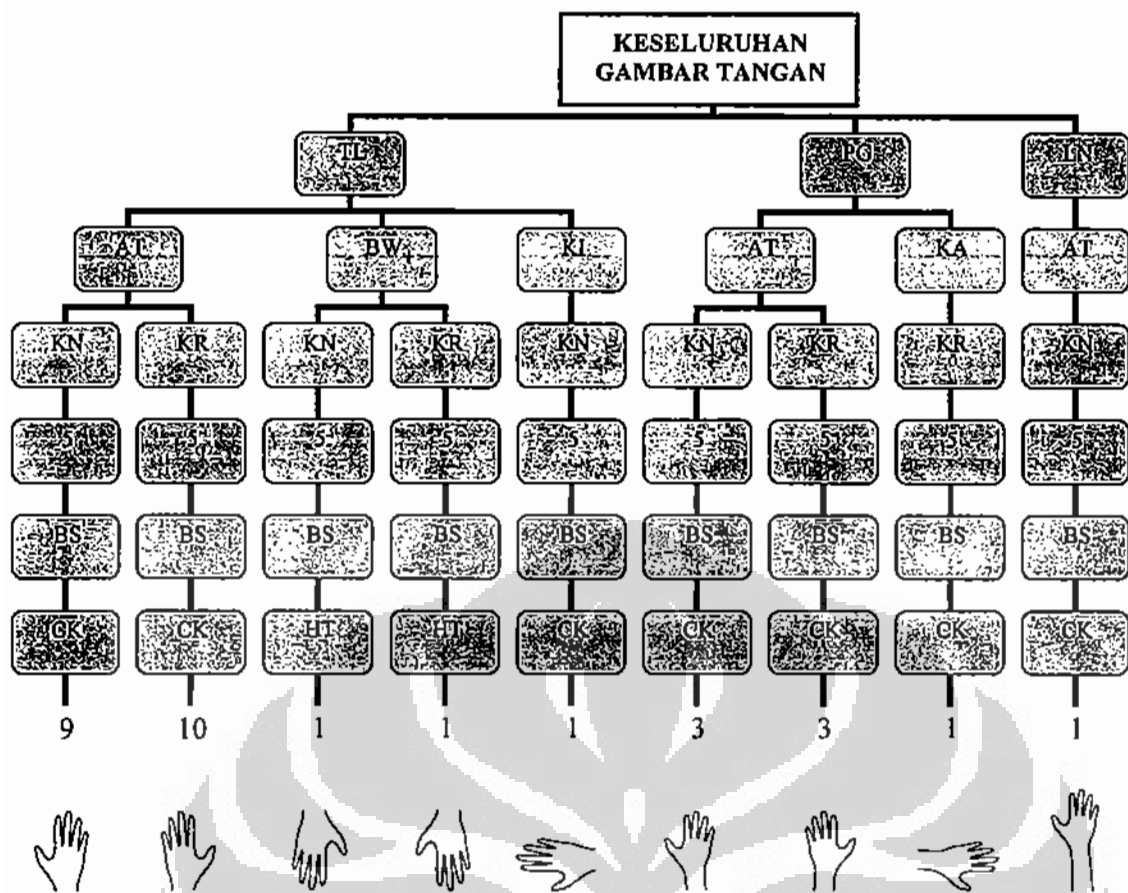 KESELURUHAN
GAMBAR TANGAN
TL PG LN
AT BW KI AT KA AT
KN KR KN KR KN KN KR KR KN
5 5 5 5 5 5 5 5 5
BS BS BS BS BS BS BS BS BS
CK CK HT HT CK CK CK CK CK
9 10 1 1 1 3 3 1 1